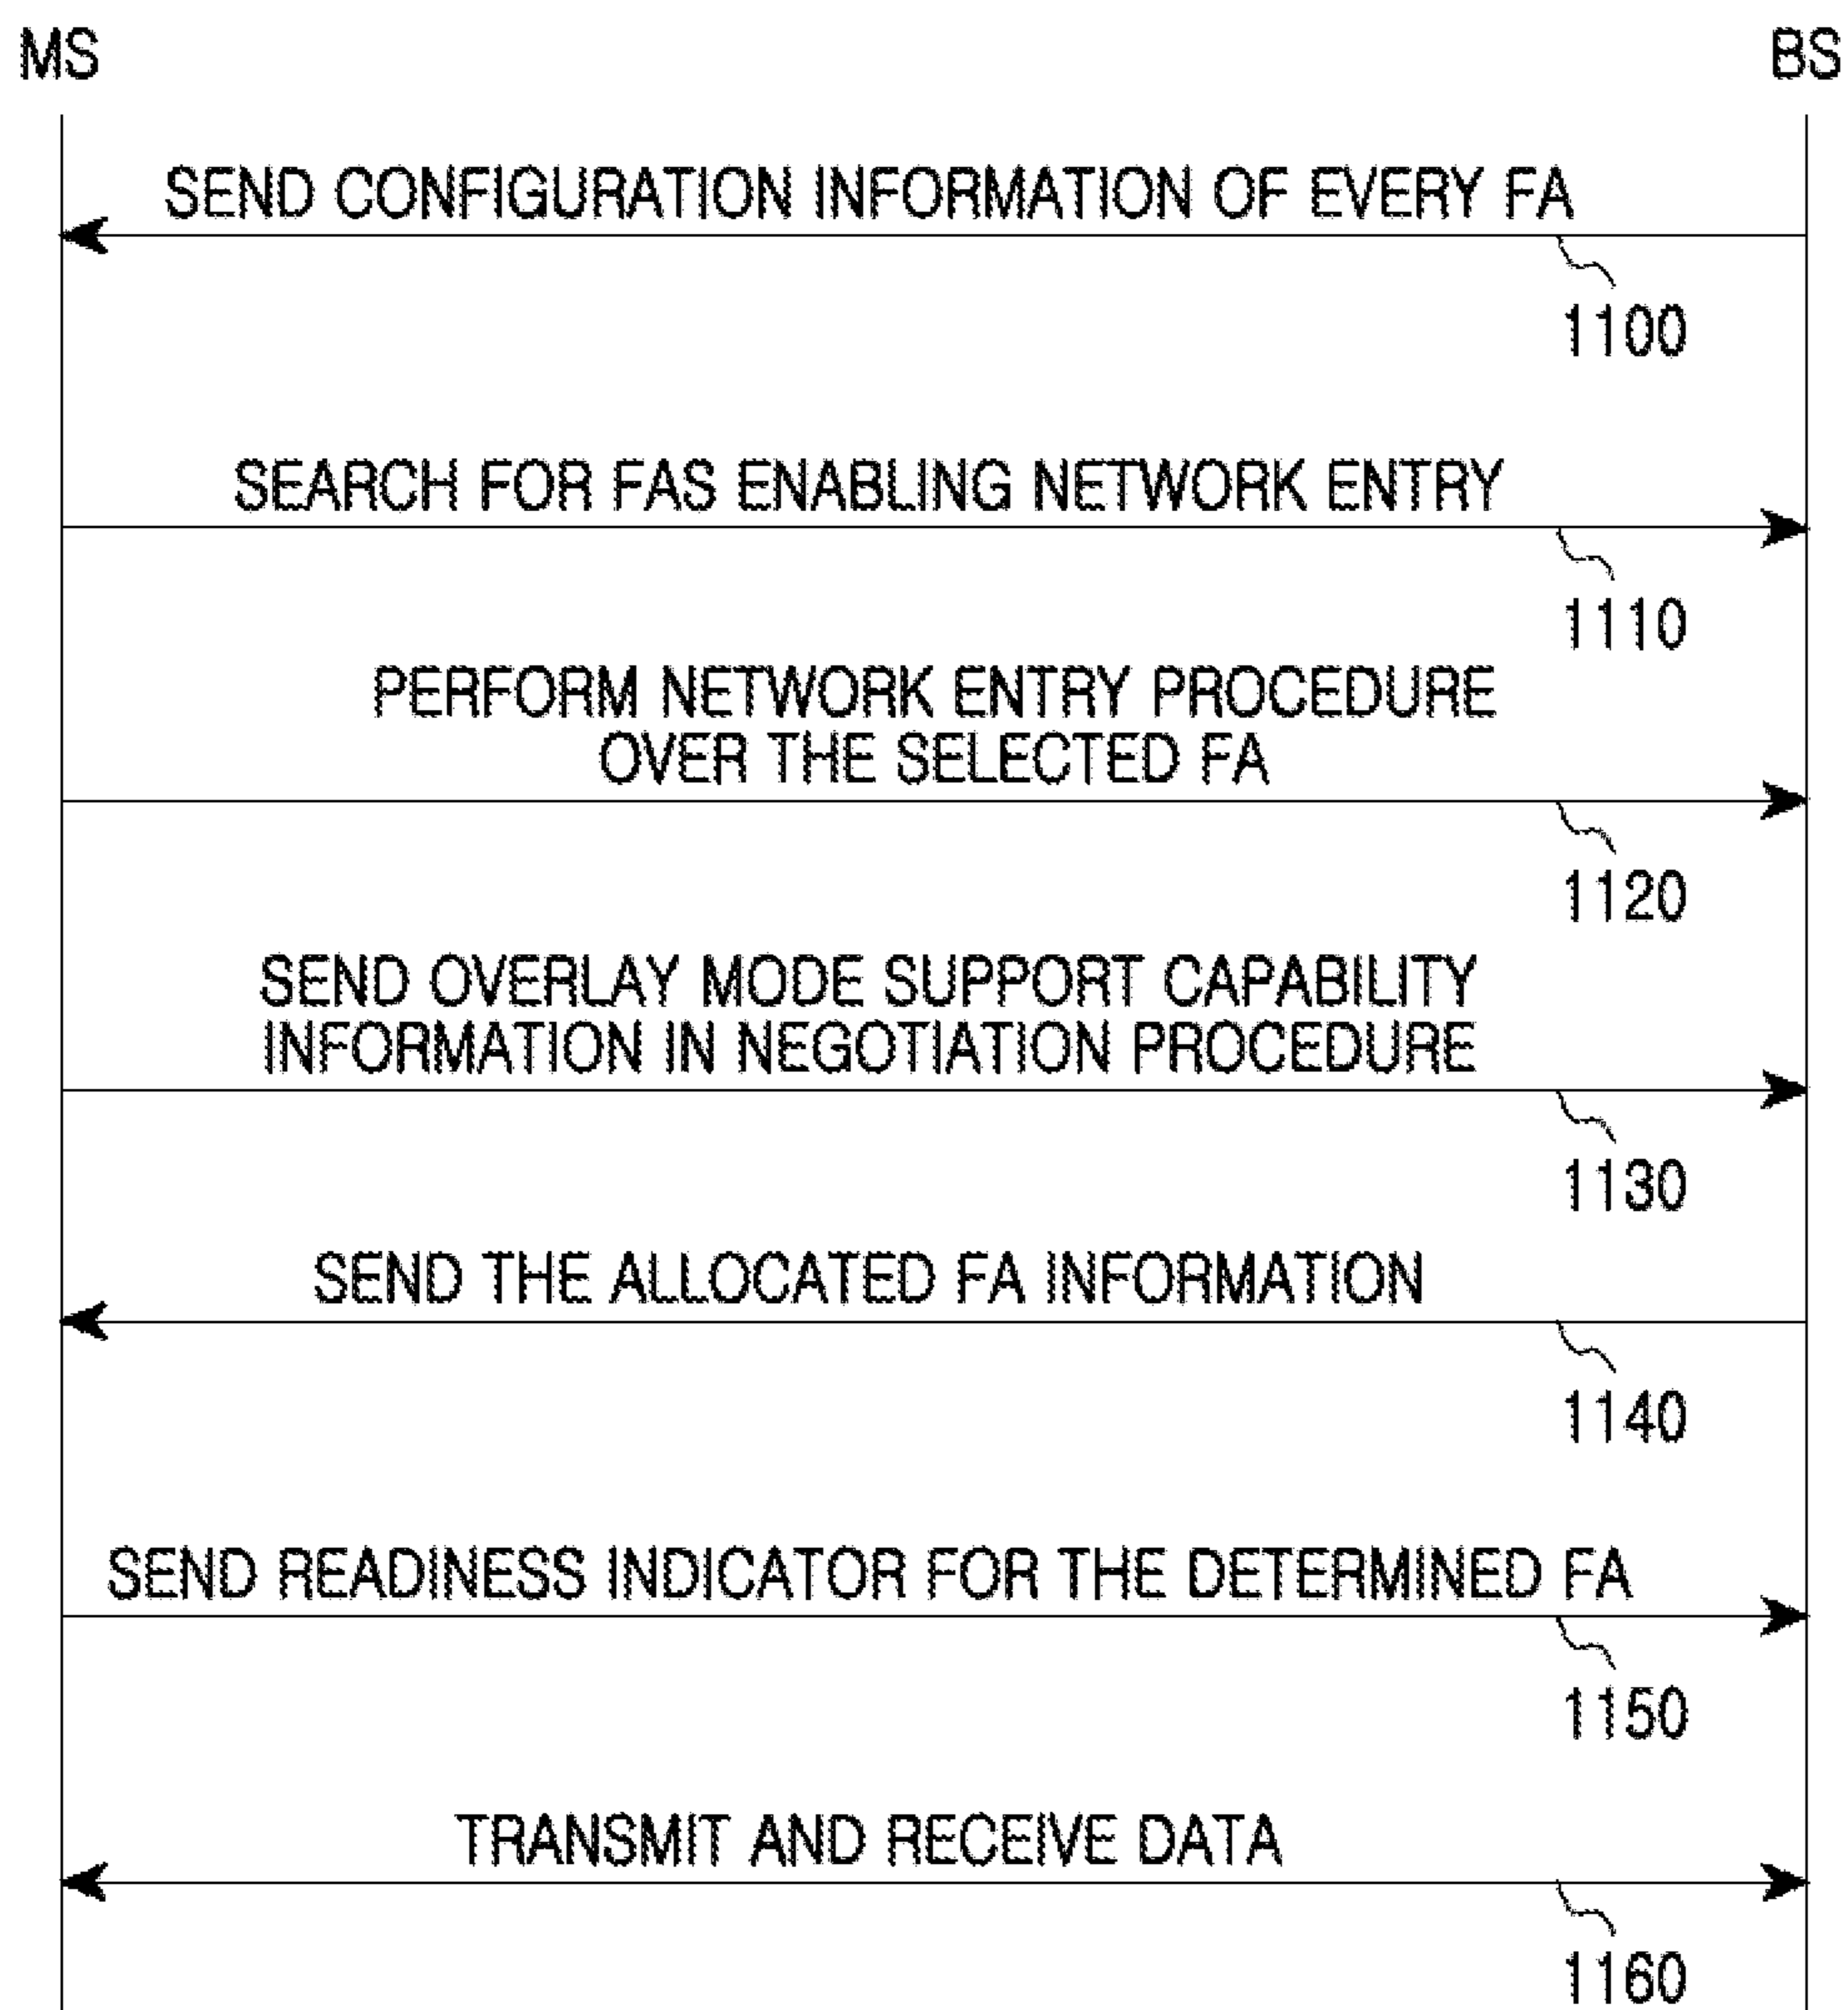 MS
BS
SEND CONFIGURATION INFORMATION OF EVERY FA
1100
SEARCH FOR FAS ENABLING NETWORK ENTRY
1110
PERFORM NETWORK ENTRY PROCEDURE
OVER THE SELECTED FA
1120
SEND OVERLAY MODE SUPPORT CAPABILITY
INFORMATION IN NEGOTIATION PROCEDURE
1130
SEND THE ALLOCATED FA INFORMATION
1140
SEND READINESS INDICATOR FOR THE DETERMINED FA
1150
TRANSMIT AND RECEIVE DATA
1160